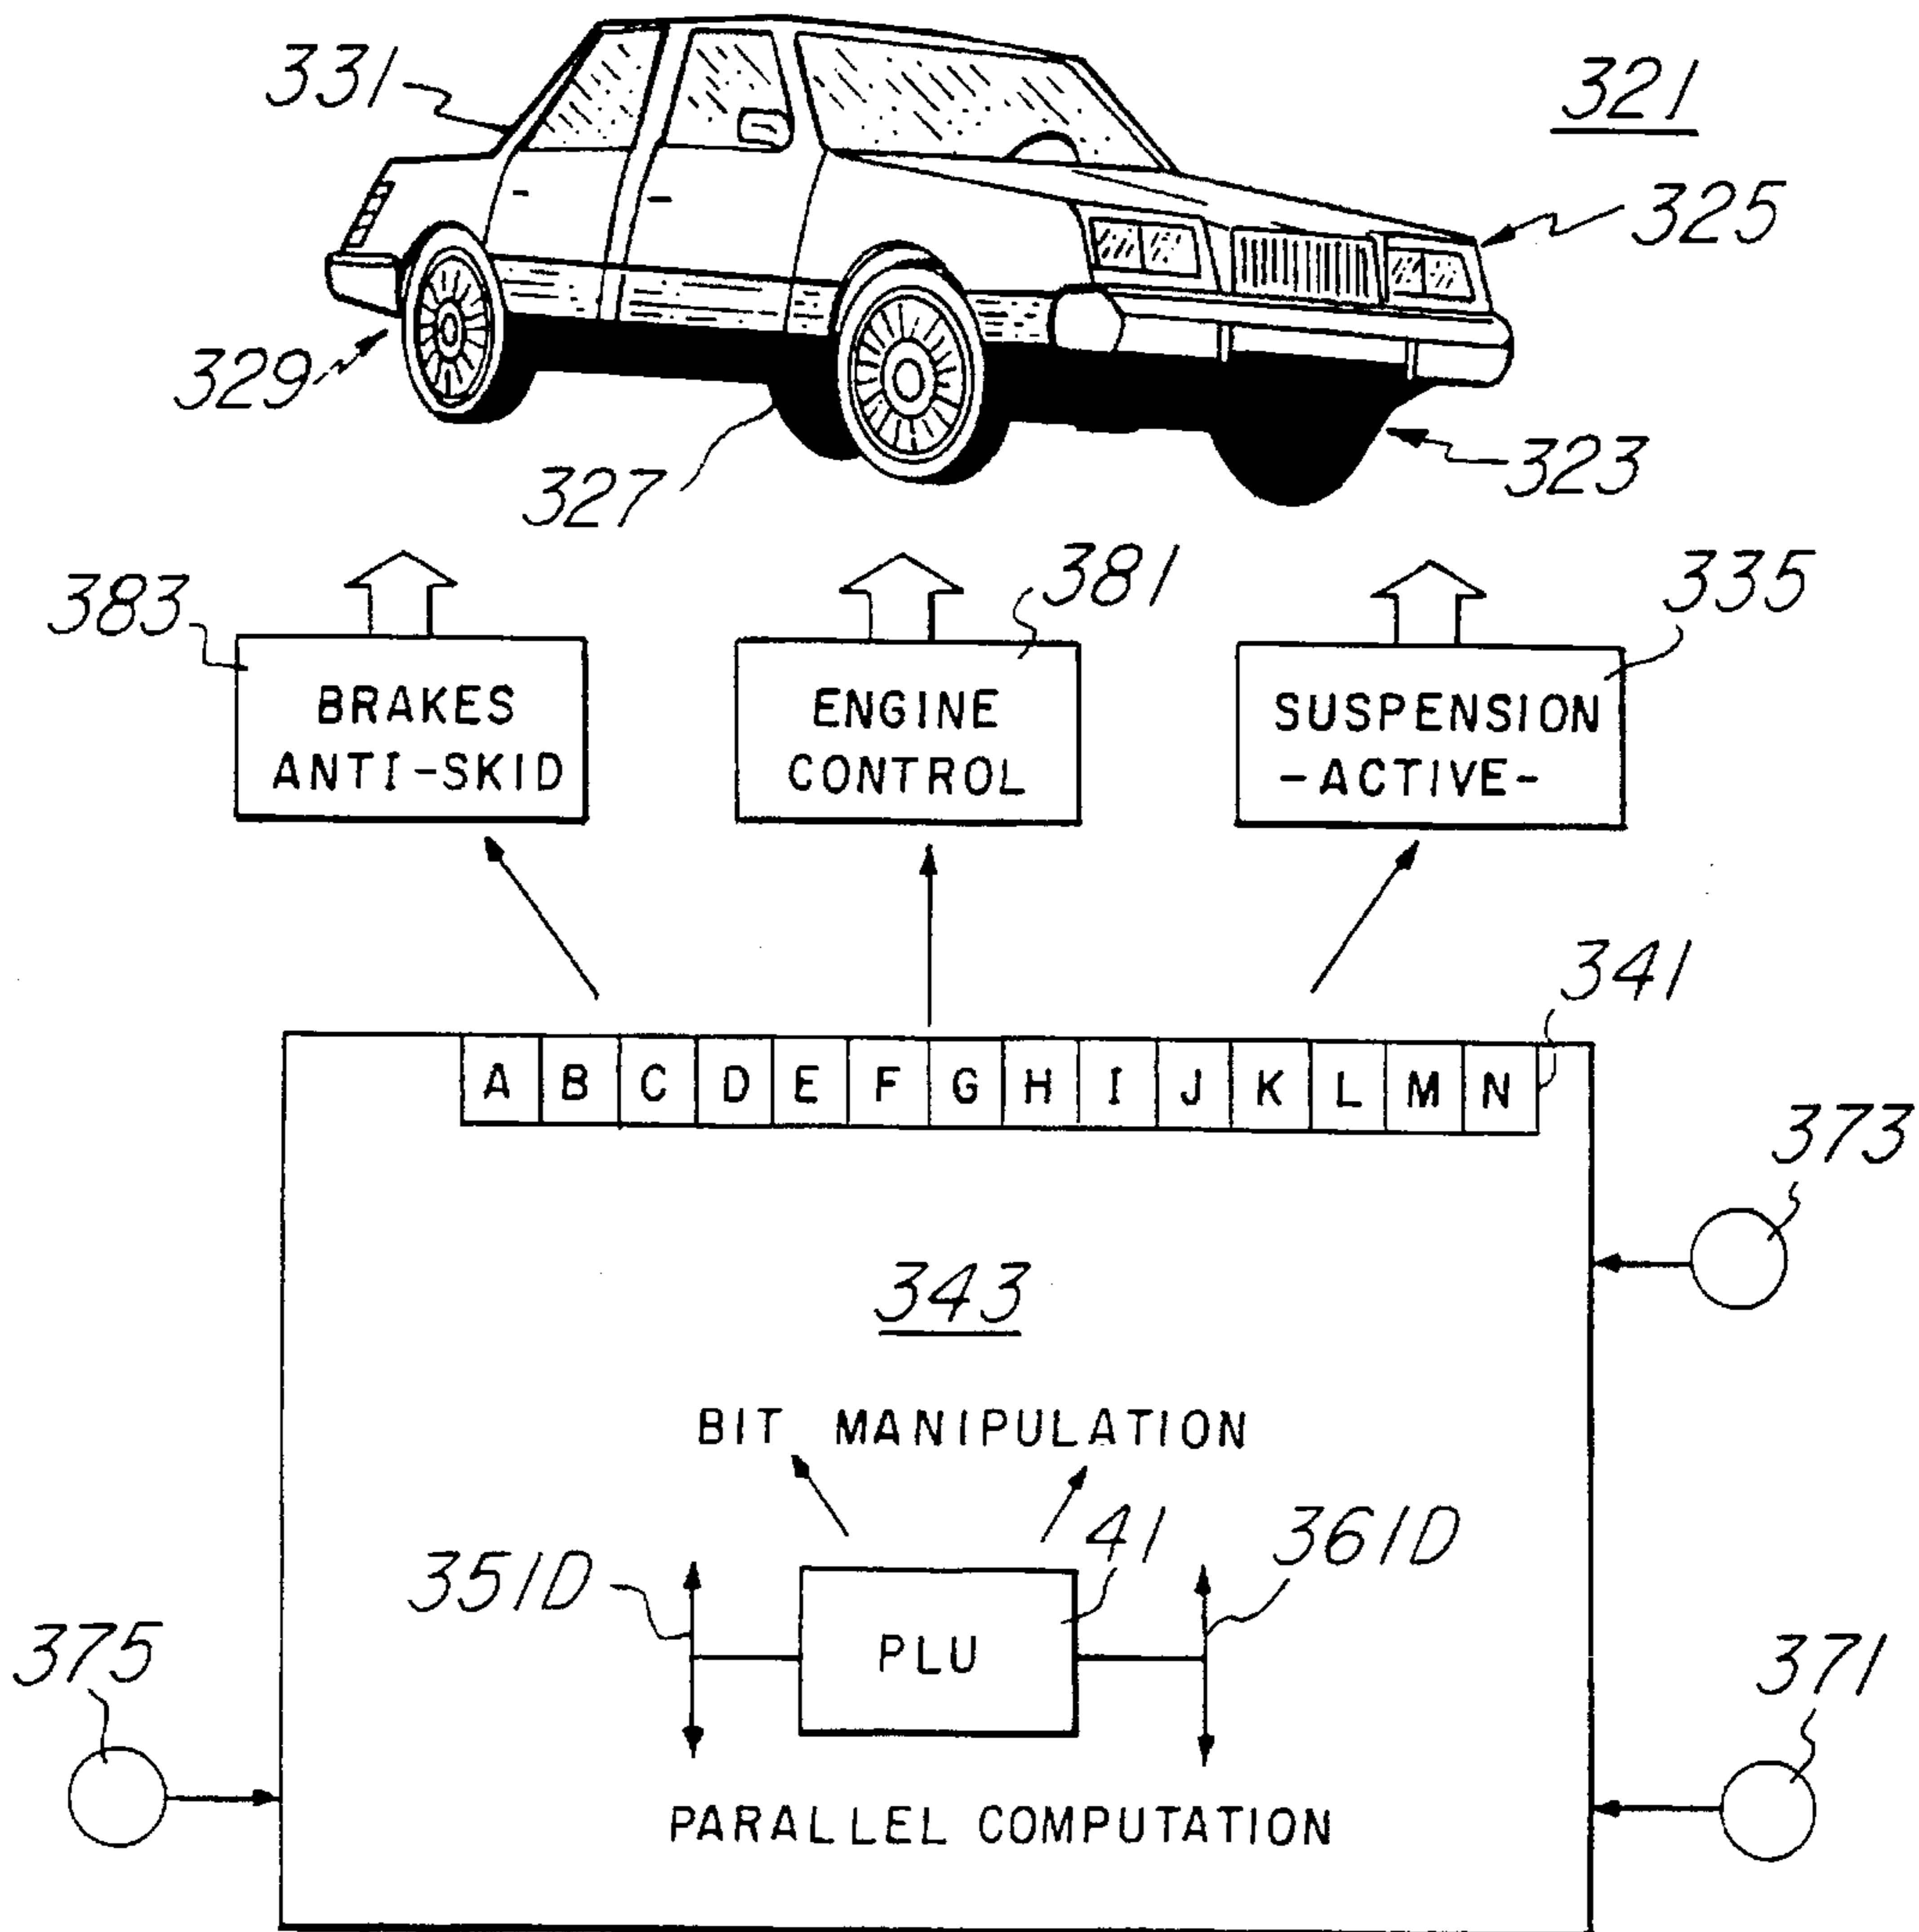 331
321
325
329
327
323
383
381
335
BRAKES
ANTI-SKID
ENGINE
CONTROL
SUSPENSION
-ACTIVE-
341
A B C D E F G H I J K L M N
373
343
BIT MANIPULATION
351D
41
361D
PLU
375
371
PARALLEL COMPUTATION